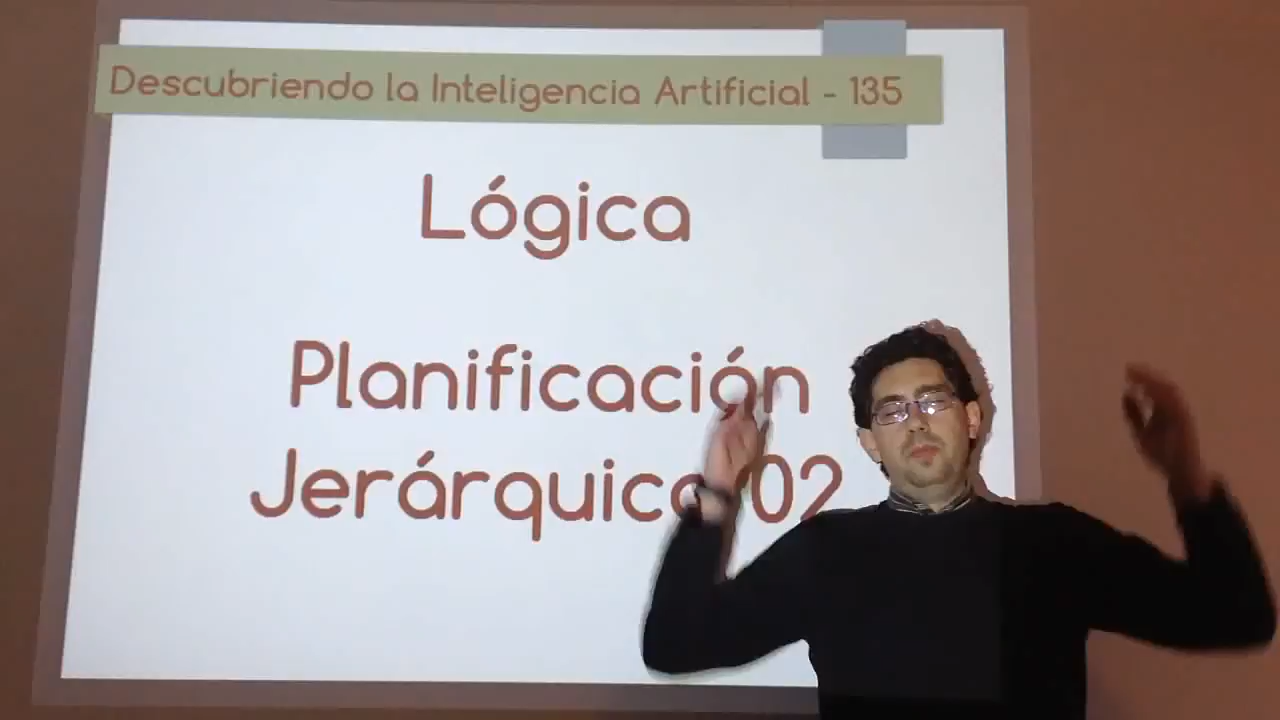 Descubriendo la Inteligencia Artificial - 135
Lógica
Planificación
Jerárquica 02